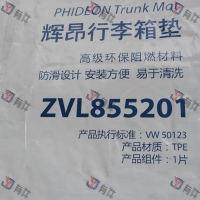 PHIDEON Trunk Mat
辉昂行李箱垫
高级环保阻燃材料
防滑设计 安装方便 易于清洗
ZVL855201
产品执行标准：VW 50123
产品材质：TPE
产品组件：1片